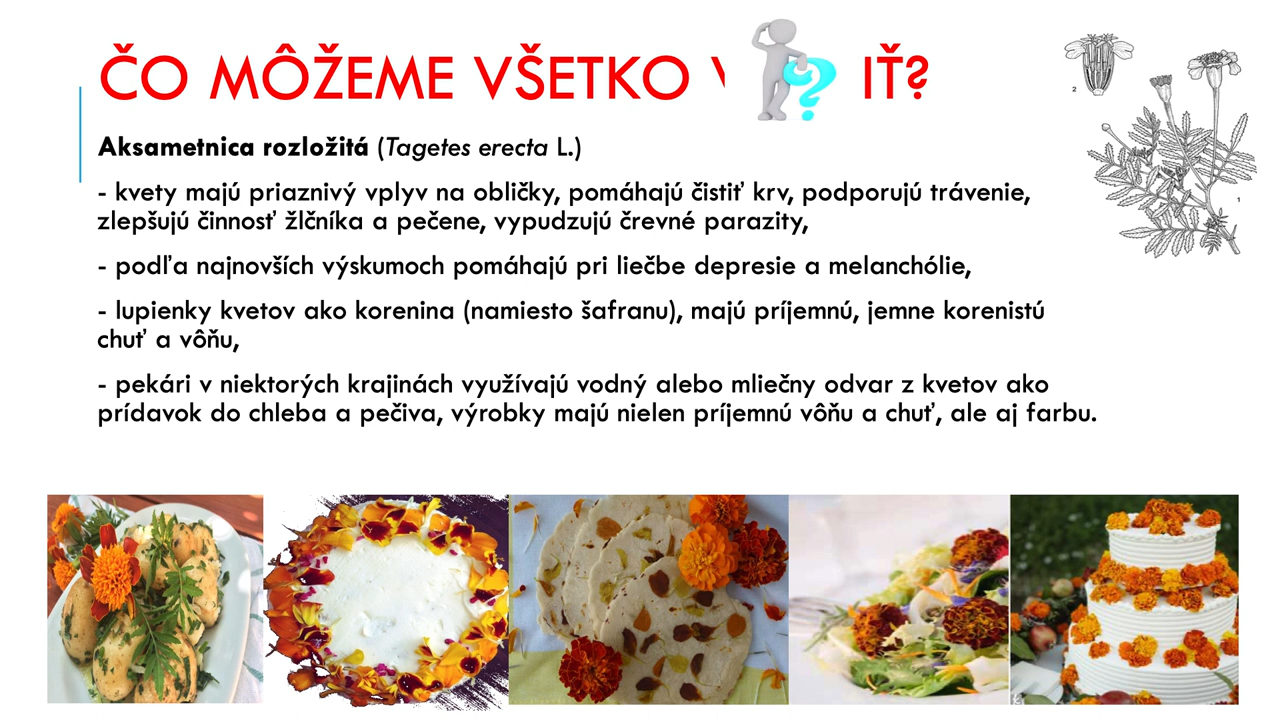 ČO MÔŽEME VŠETKO IŤ?
Aksametnica rozložitá (Tagetes erecta L.)
- kvety majú priaznivý vplyv na obličky, pomáhajú čistiť krv, podporujú trávenie,
zlepšujú činnosť žlčníka a pečene, vypudzujú črevné parazity,
- podľa najnovších výskumoch pomáhajú pri liečbe depresie a melanchólie,
- lupienky kvetov ako korenina (namiesto šafranu), majú príjemnú, jemne korenistú
chuť a vôňu,
- pekári v niektorých krajinách využívajú vodný alebo mliečny odvar z kvetov ako
prídavok do chleba a pečiva, výrobky majú nielen príjemnú vôňu a chuť, ale aj farbu.
2
1